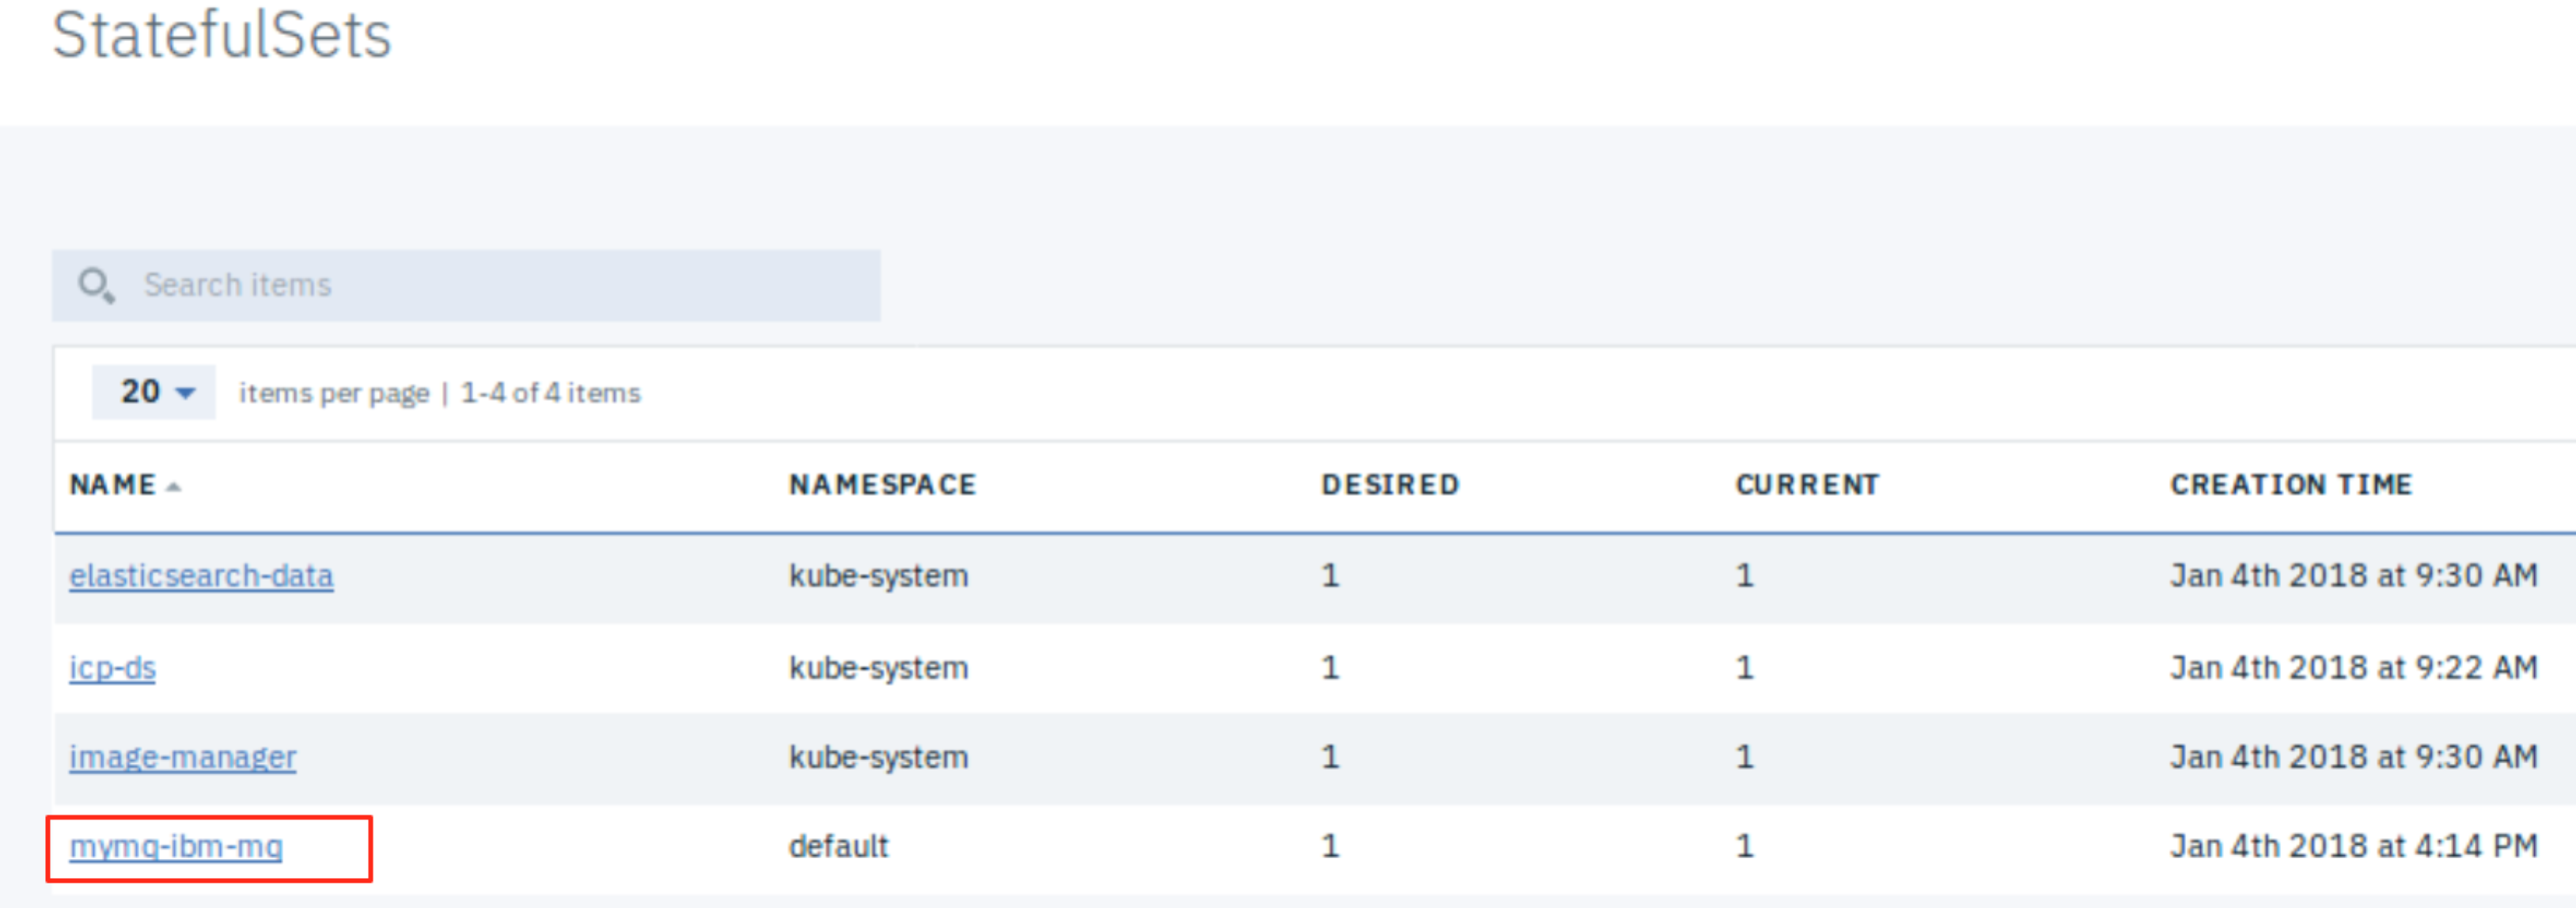 StatefulSets
Search items
20 items per page | 1-4 of 4 items
NAME NAMESPACE DESIRED CURRENT CREATION TIME
elasticsearch-data kube-system 1 1 Jan 4th 2018 at 9:30 AM
icp-ds kube-system 1 1 Jan 4th 2018 at 9:22 AM
image-manager kube-system 1 1 Jan 4th 2018 at 9:30 AM
mymq-ibm-mq default 1 1 Jan 4th 2018 at 4:14 PM